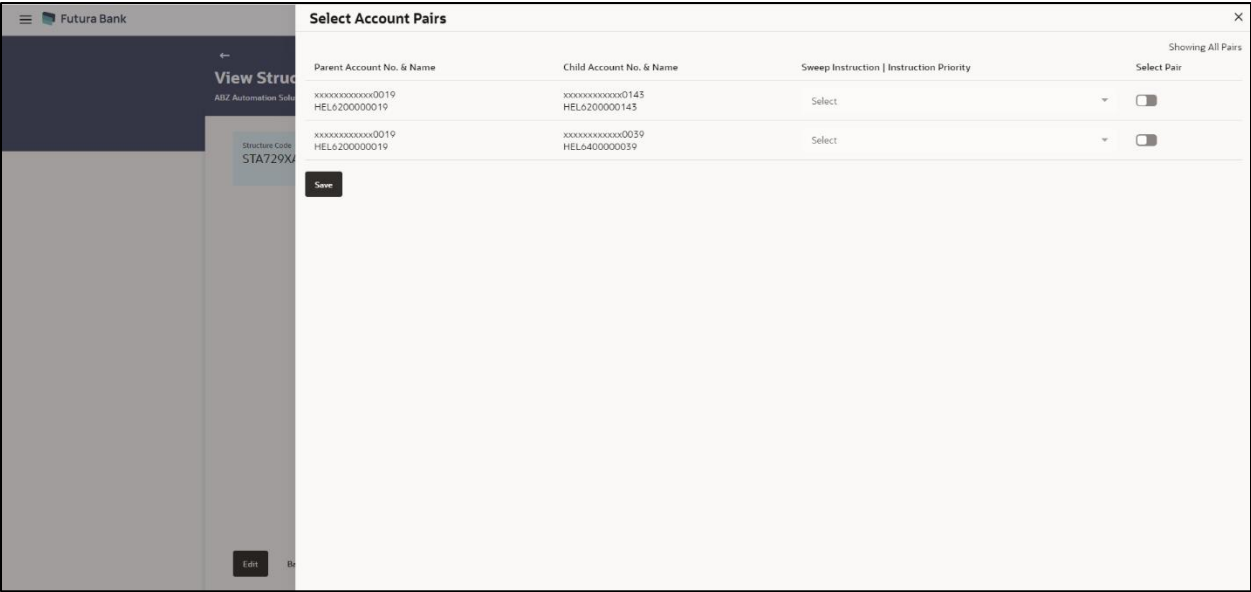 Futura Bank
Select Account Pairs
Showing All Pairs
Parent Account No. & Name
Child Account No. & Name
Sweep Instruction | Instruction Priority
Select Pair
xxxxxxxxxxxx0019
HEL6200000019
xxxxxxxxxxxx0143
HEL6200000143
Select
xxxxxxxxxxxx0019
HEL6200000019
xxxxxxxxxxxx0039
HEL6400000039
Select
Save
View Struc
ABZ Automation Solu
Structure Code
STA729X
Edit